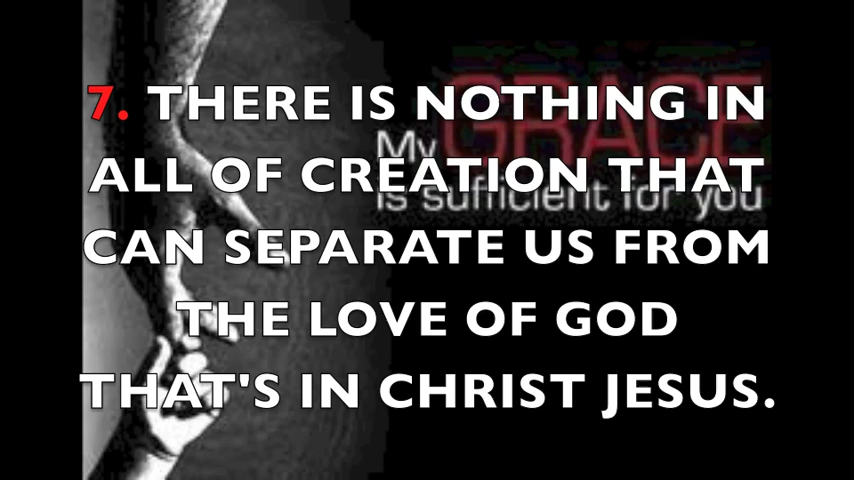 7. THERE IS NOTHING IN
ALL OF CREATION THAT
CAN SEPARATE US FROM
THE LOVE OF GOD
THAT'S IN CHRIST JESUS.
My GRACE
is sufficient for you